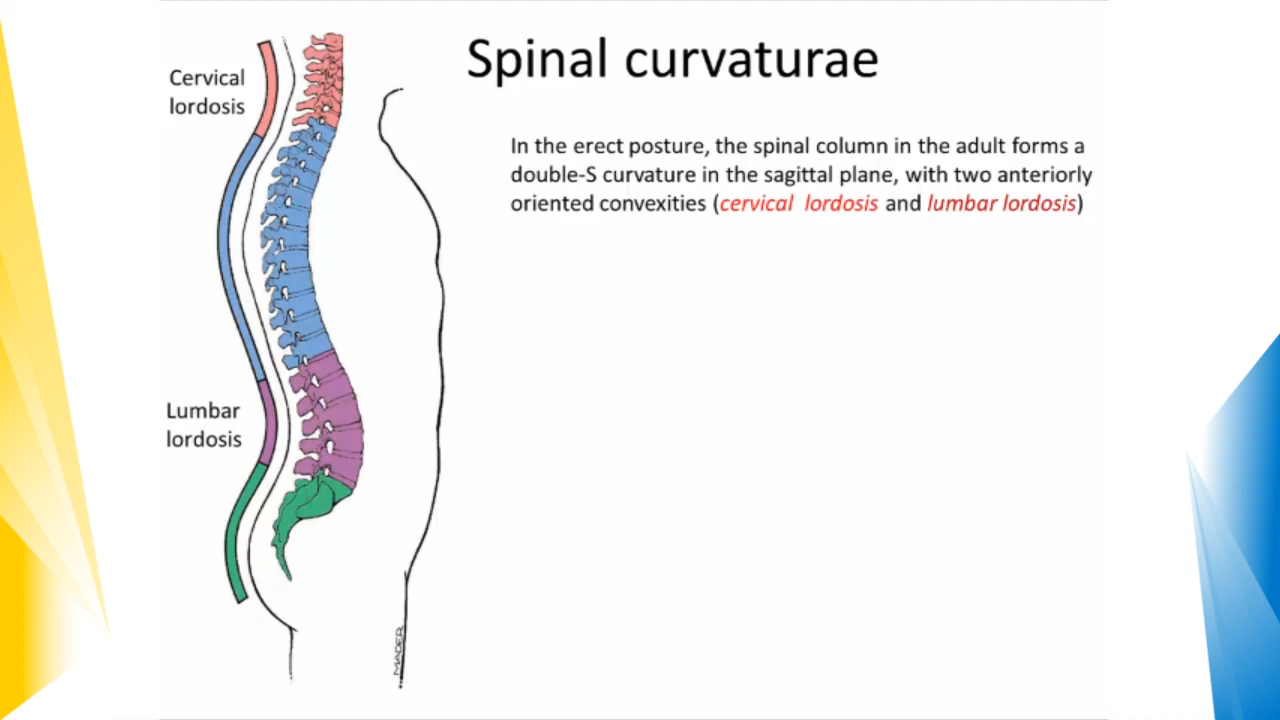 Spinal curvaturae
Cervical
lordosis
In the erect posture, the spinal column in the adult forms a
double-S curvature in the sagittal plane, with two anteriorly
oriented convexities (cervical lordosis and lumbar lordosis)
Lumbar
lordosis
MADER